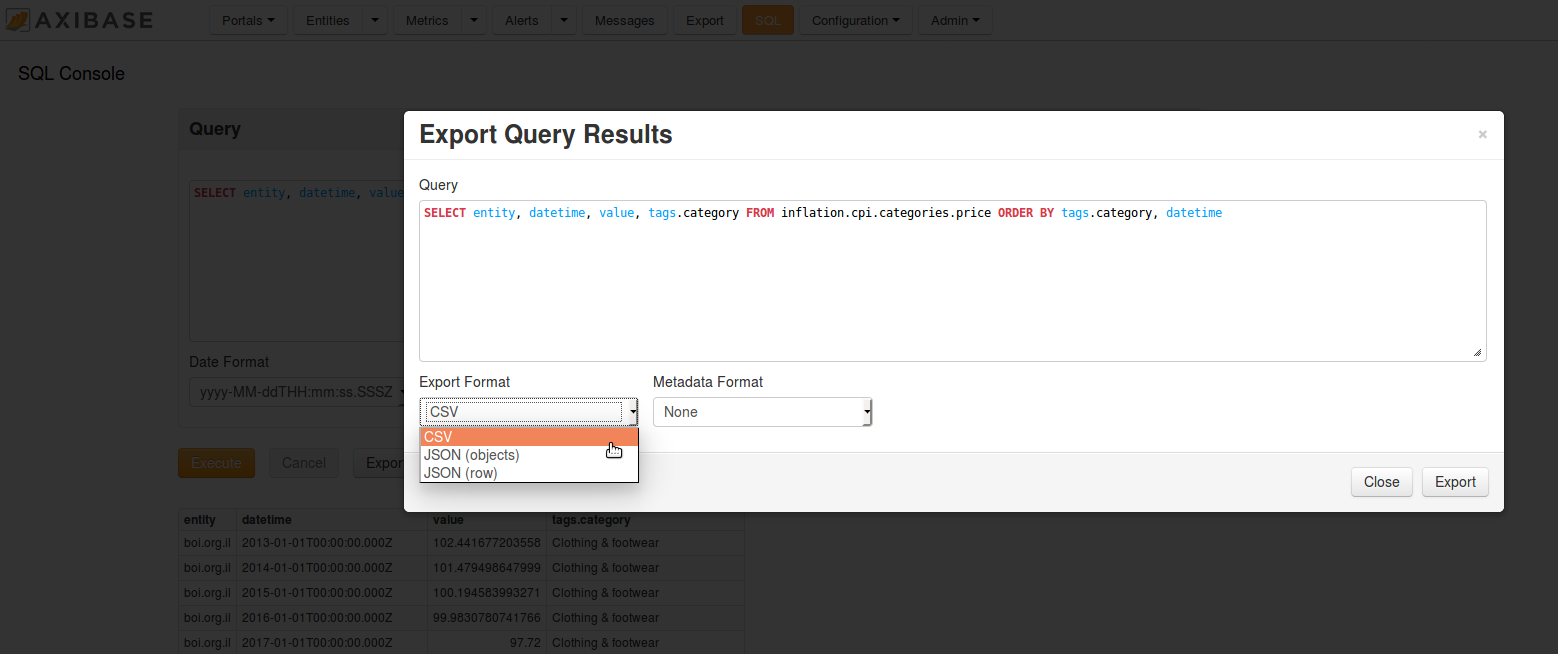 AXIBASE Portals Entities Metrics Alerts Messages Export SQL Configuration Admin
SQL Console
Query
SELECT entity, datetime, value
Export Query Results ×
Query
SELECT entity, datetime, value, tags.category FROM inflation.cpi.categories.price ORDER BY tags.category, datetime
Date Format
yyyy-MM-ddTHH:mm:ss.SSSZ
Export Format Metadata Format
CSV None
CSV
JSON (objects)
JSON (row)
Execute Cancel Expor
Close Export
entity datetime value tags.category
boi.org.il 2013-01-01T00:00:00.000Z 102.441677203558 Clothing & footwear
boi.org.il 2014-01-01T00:00:00.000Z 101.479498647999 Clothing & footwear
boi.org.il 2015-01-01T00:00:00.000Z 100.194583993271 Clothing & footwear
boi.org.il 2016-01-01T00:00:00.000Z 99.9830780741766 Clothing & footwear
boi.org.il 2017-01-01T00:00:00.000Z 97.72 Clothing & footwear